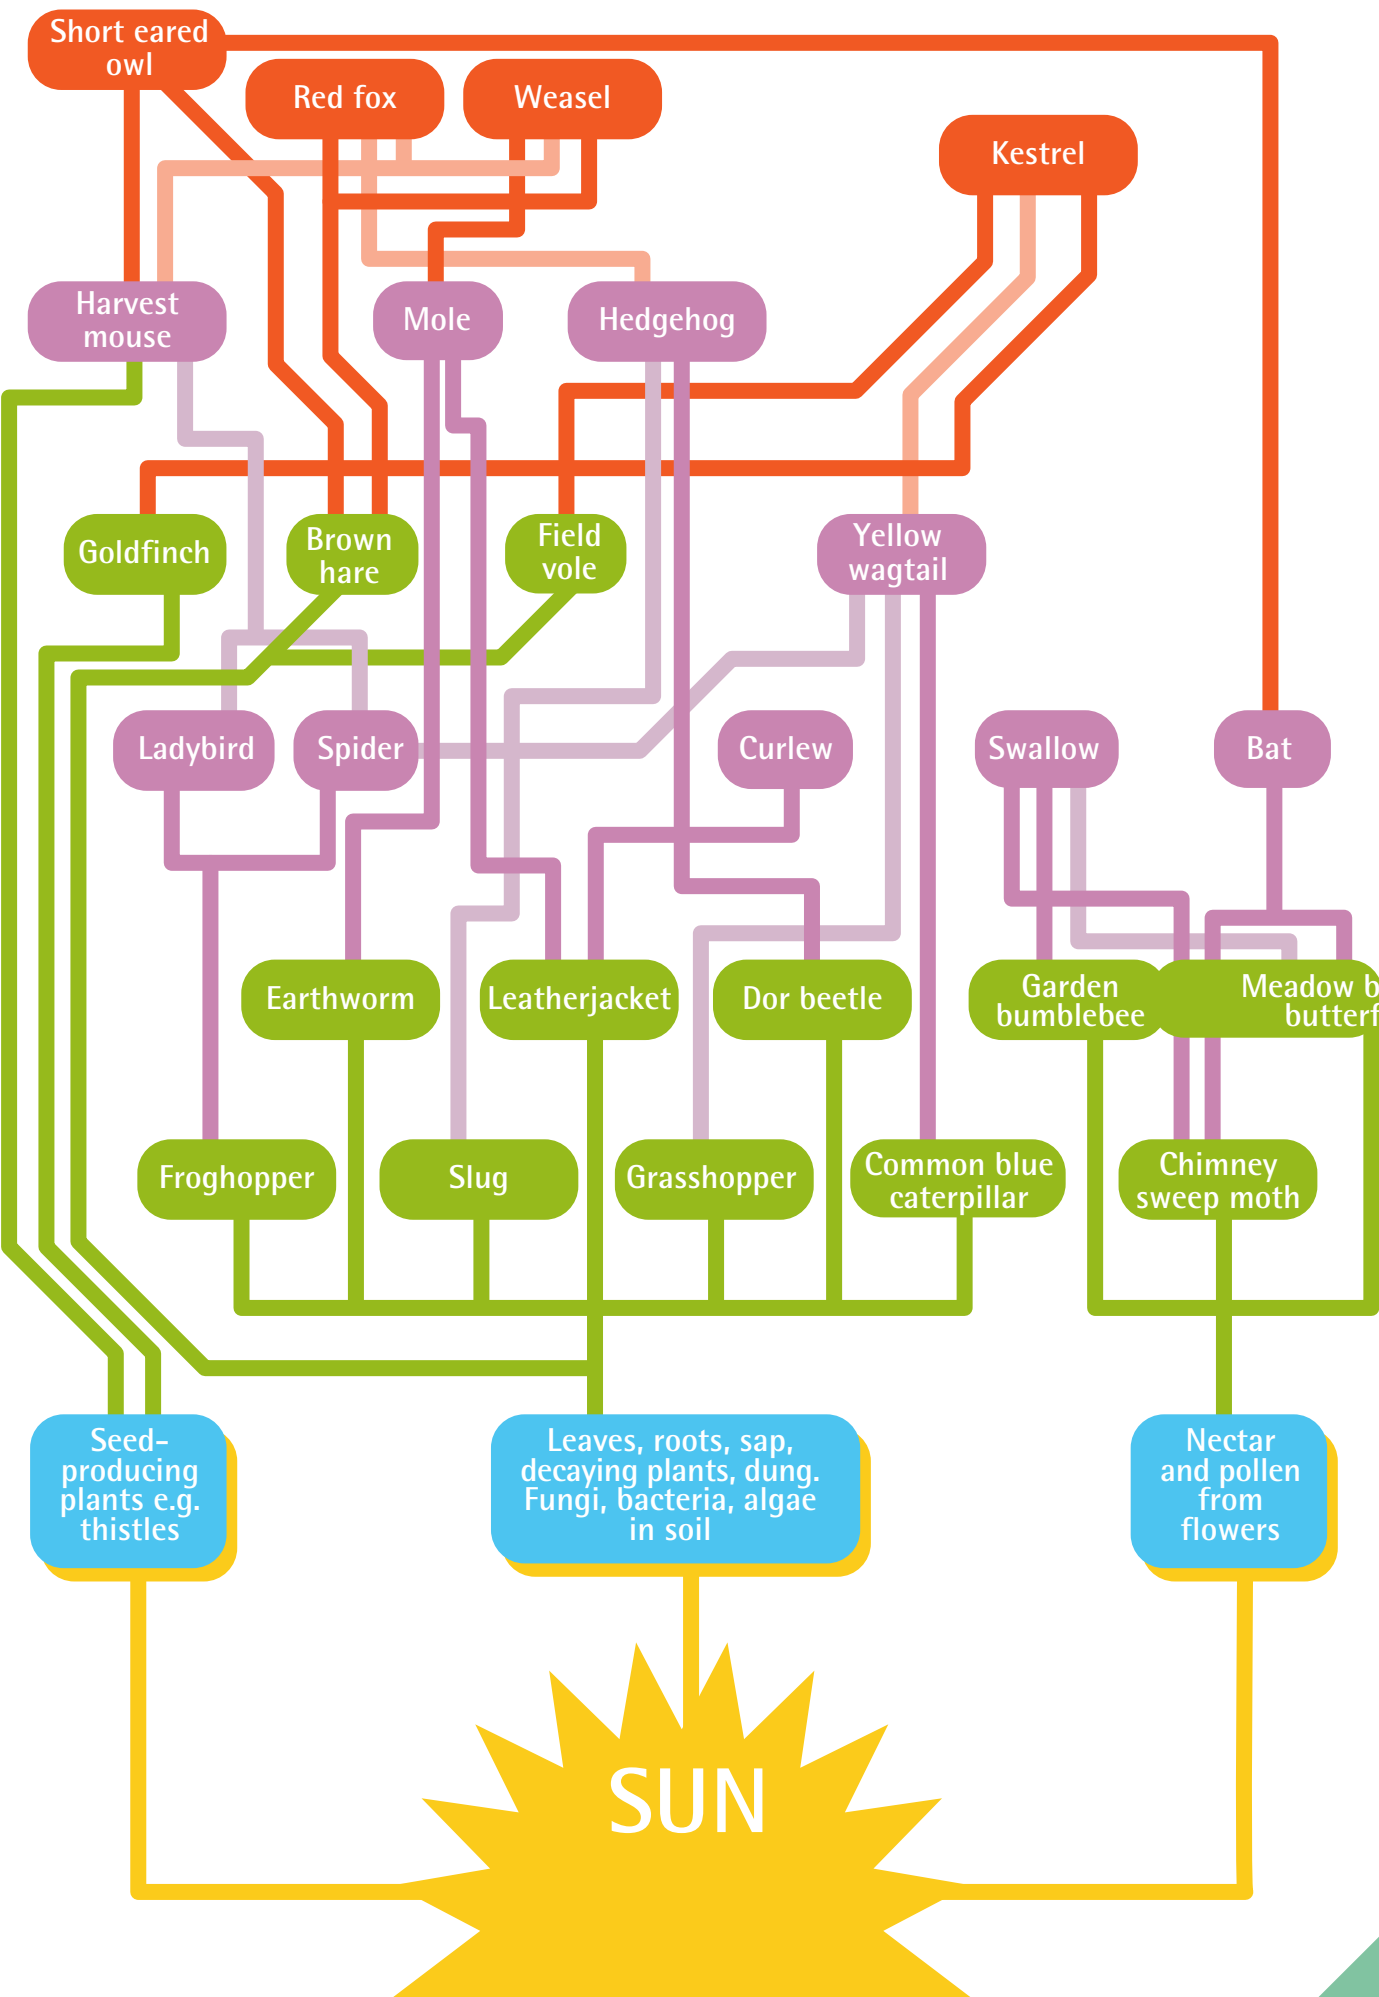 Short eared
owl
Red fox
Weasel
Kestrel
Harvest
mouse
Mole
Hedgehog
Goldfinch
Brown
hare
Field
vole
Yellow
wagtail
Ladybird
Spider
Curlew
Swallow
Bat
Earthworm
Leatherjacket
Dor beetle
Garden
bumblebee
Meadow b
butterf
Froghopper
Slug
Grasshopper
Common blue
caterpillar
Chimney
sweep moth
Seed-
producing
plants e.g.
thistles
Leaves, roots, sap,
decaying plants, dung.
Fungi, bacteria, algae
in soil
Nectar
and pollen
from
flowers
SUN